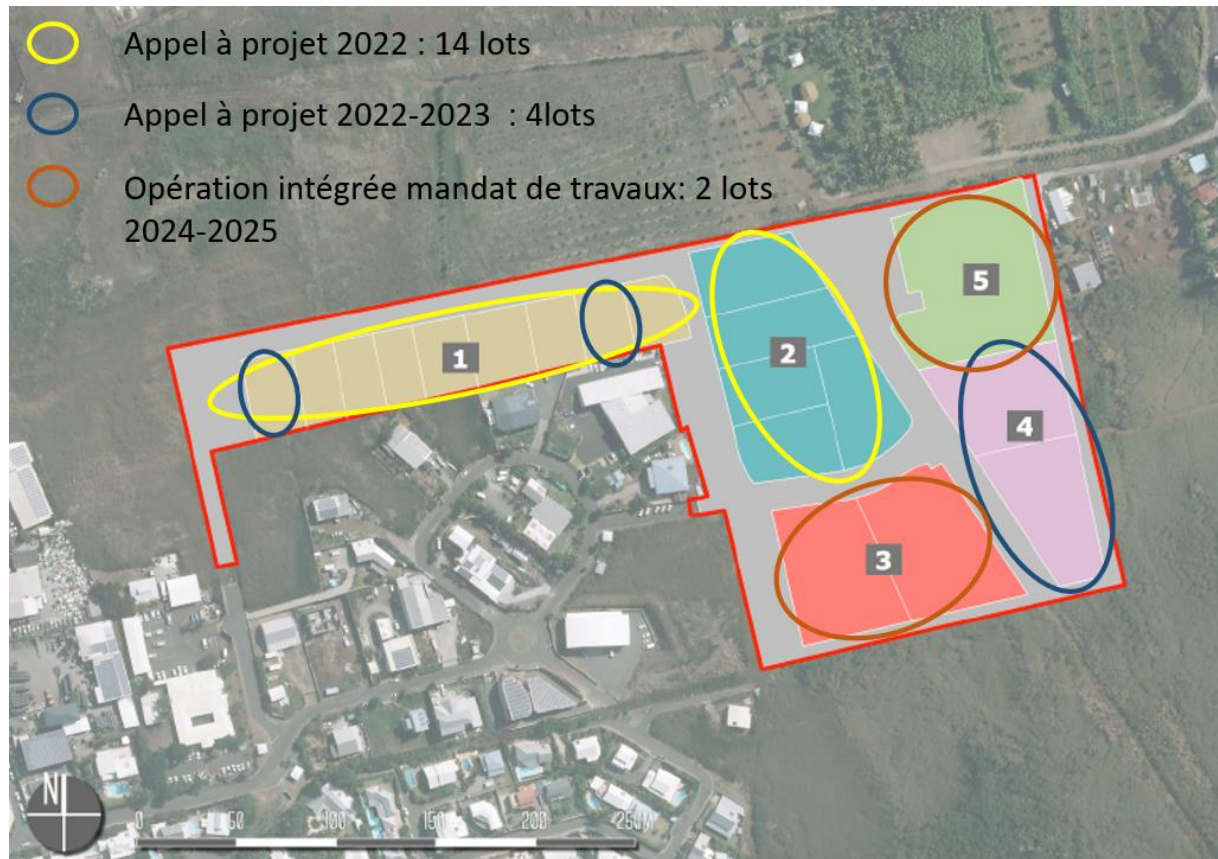 Appel à projet 2022 : 14 lots
Appel à projet 2022-2023  : 4lots
Opération intégrée mandat de travaux: 2 lots
2024-2025
5
1
2
4
3
N
0 50 100 150 200 250M